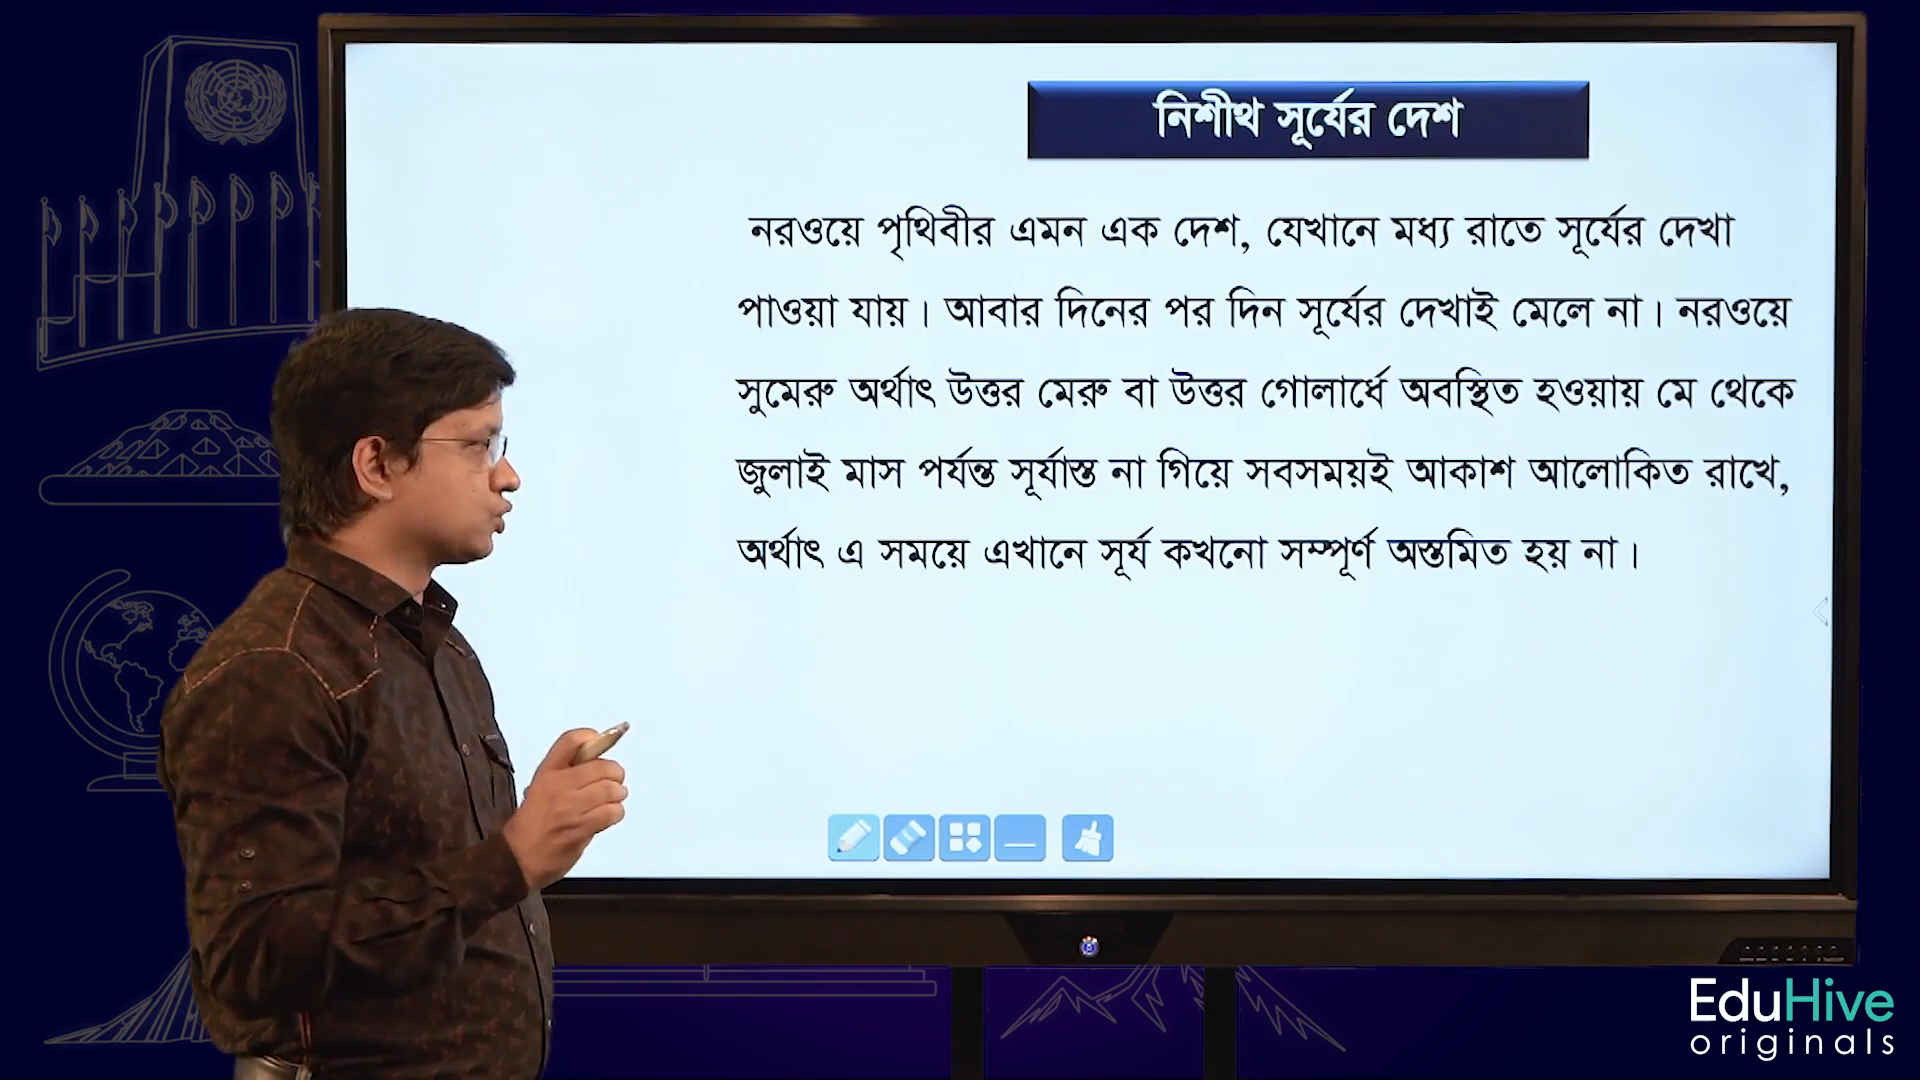 নিশীথ সূর্যের দেশ
নরওয়ে পৃথিবীর এমন এক দেশ, যেখানে মধ্য রাতে সূর্যের দেখা
পাওয়া যায়। আবার দিনের পর দিন সূর্যের দেখাই মেলে না। নরওয়ে
সুমেরু অর্থাৎ উত্তর মেরু বা উত্তর গোলার্ধে অবস্থিত হওয়ায় মে থেকে
জুলাই মাস পর্যন্ত সূর্যাস্ত না গিয়ে সবসময়ই আকাশ আলোকিত রাখে,
অর্থাৎ এ সময়ে এখানে সূর্য কখনো সম্পূর্ণ অস্তমিত হয় না।
EduHive
originals